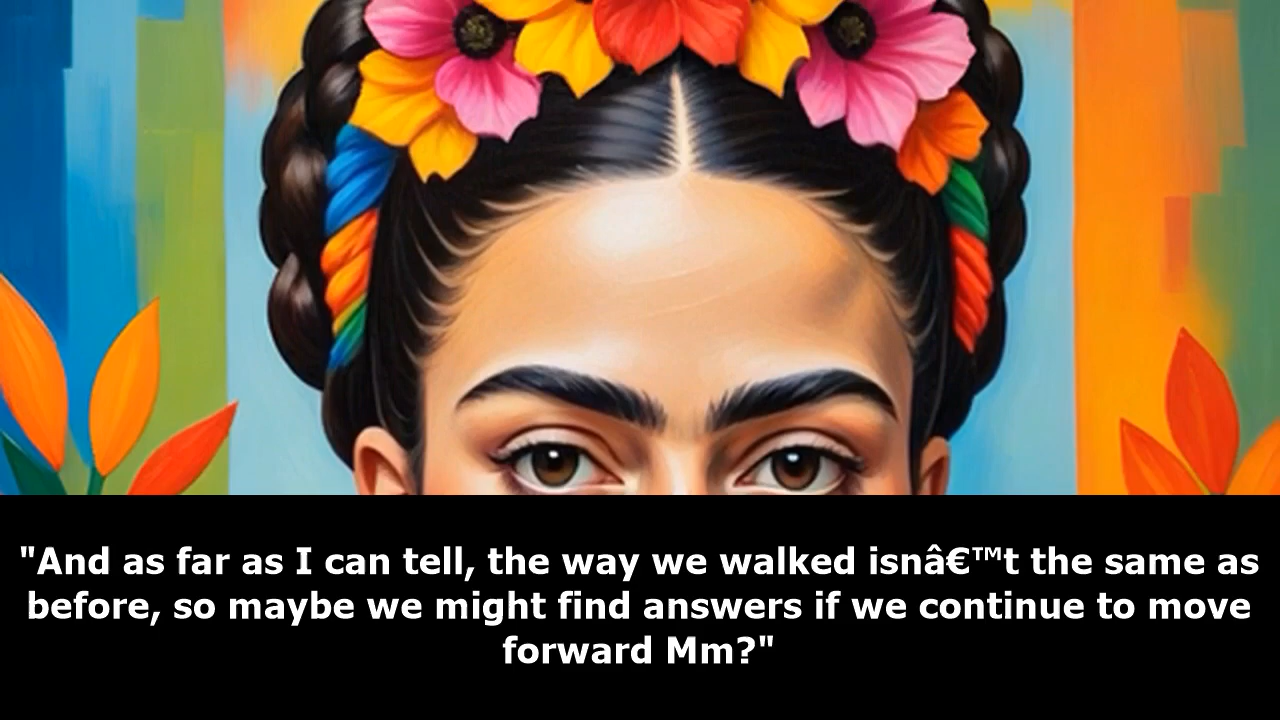 "And as far as I can tell, the way we walked isnâ€™t the same as
before, so maybe we might find answers if we continue to move
forward Mm?"